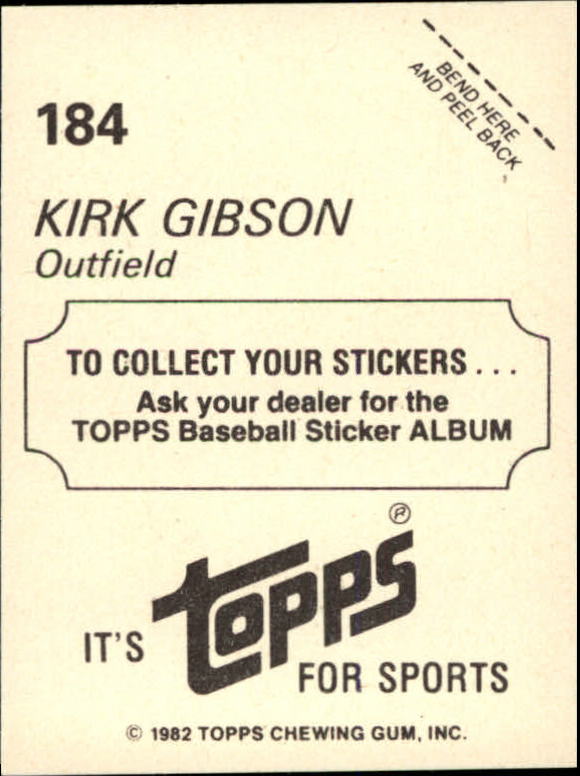 BEND HERE
AND PEEL BACK
184
KIRK GIBSON
Outfield
TO COLLECT YOUR STICKERS...
Ask your dealer for the
TOPPS Baseball Sticker ALBUM
®
IT'S topps FOR SPORTS
© 1982 TOPPS CHEWING GUM, INC.